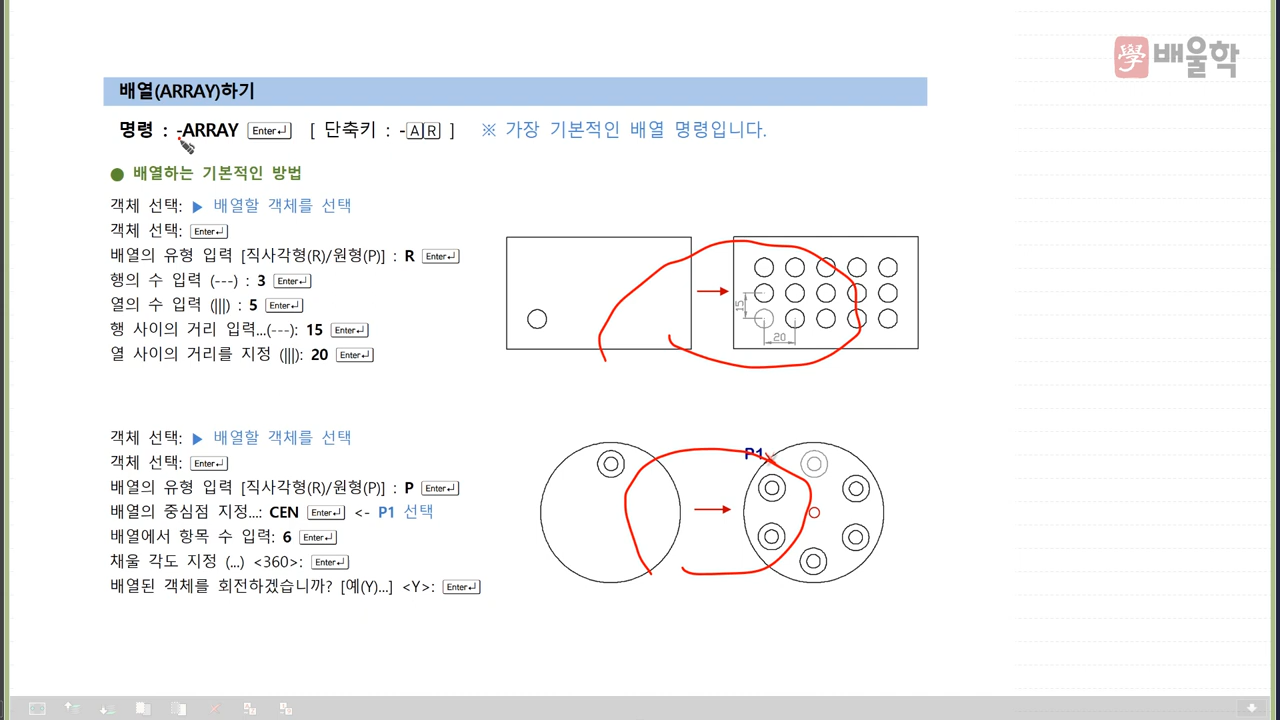 學 배울학
배열(ARRAY)하기
명령 : -ARRAY Enter↵ [ 단축키 : -AR ] ※ 가장 기본적인 배열 명령입니다.
● 배열하는 기본적인 방법
객체 선택: ▶ 배열할 객체를 선택
객체 선택: Enter↵
배열의 유형 입력 [직사각형(R)/원형(P)] : R Enter↵
행의 수 입력 (---) : 3 Enter↵
열의 수 입력 (|||) : 5 Enter↵
행 사이의 거리 입력...(---): 15 Enter↵
열 사이의 거리를 지정 (|||): 20 Enter↵
15
20
객체 선택: ▶ 배열할 객체를 선택
객체 선택: Enter↵
배열의 유형 입력 [직사각형(R)/원형(P)] : P Enter↵
배열의 중심점 지정...: CEN Enter↵ <- P1 선택
배열에서 항목 수 입력: 6 Enter↵
채울 각도 지정 (...) <360>: Enter↵
배열된 객체를 회전하겠습니까? [예(Y)...] <Y>: Enter↵
P1